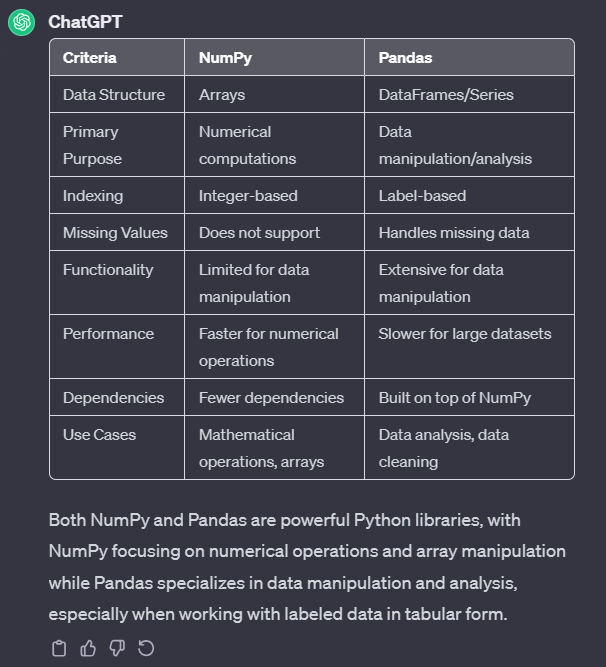 ChatGPT
Criteria NumPy Pandas
Data Structure Arrays DataFrames/Series
Primary Numerical Data
Purpose computations manipulation/analysis
Indexing Integer-based Label-based
Missing Values Does not support Handles missing data
Functionality Limited for data Extensive for data
manipulation manipulation
Performance Faster for numerical Slower for large datasets
operations
Dependencies Fewer dependencies Built on top of NumPy
Use Cases Mathematical Data analysis, data
operations, arrays cleaning
Both NumPy and Pandas are powerful Python libraries, with
NumPy focusing on numerical operations and array manipulation
while Pandas specializes in data manipulation and analysis,
especially when working with labeled data in tabular form.